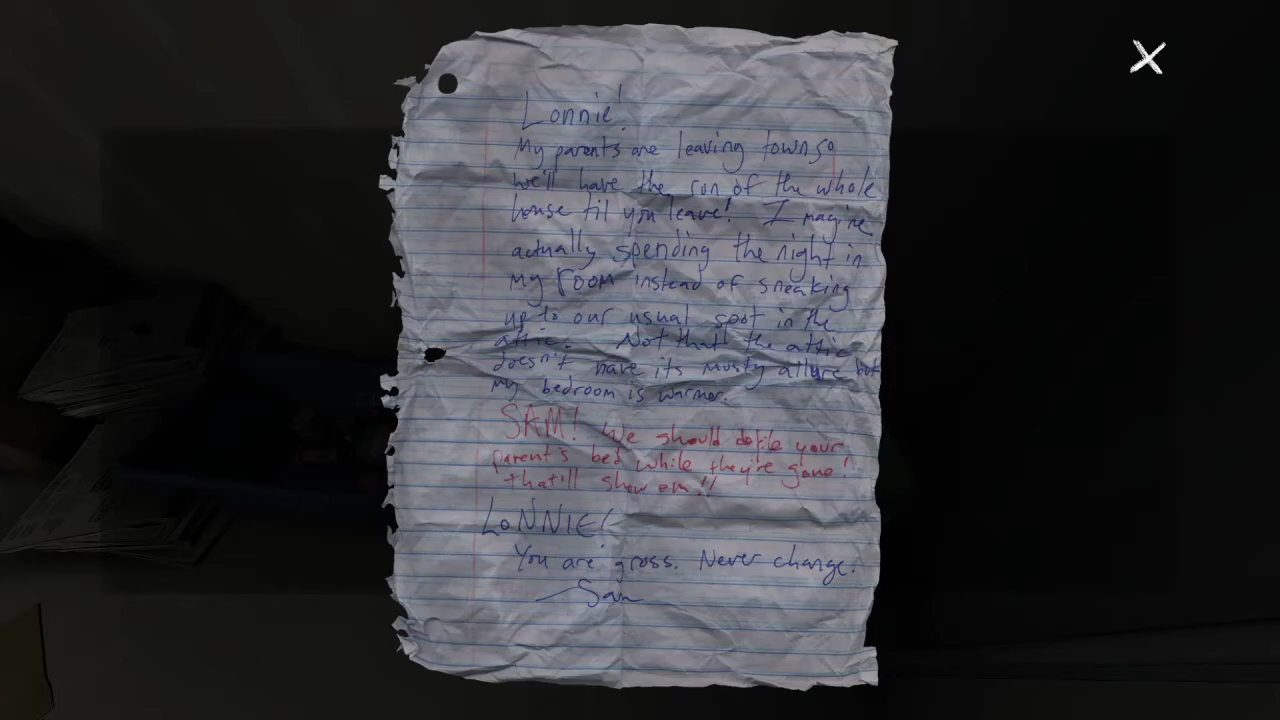 Lonnie!
My parents are leaving town so
we'll have the run of the whole
house til you leave! Imagine
actually spending the night in
my room instead of sneaking
up to our usual spot in the
attic. Not that the attic
doesn't have its musty allure but
my bedroom is warmer.
SAM! We should defile your
parent's bed while they're gone!
that'll show em!!
LONNIE!
You are gross. Never change.
—Sam